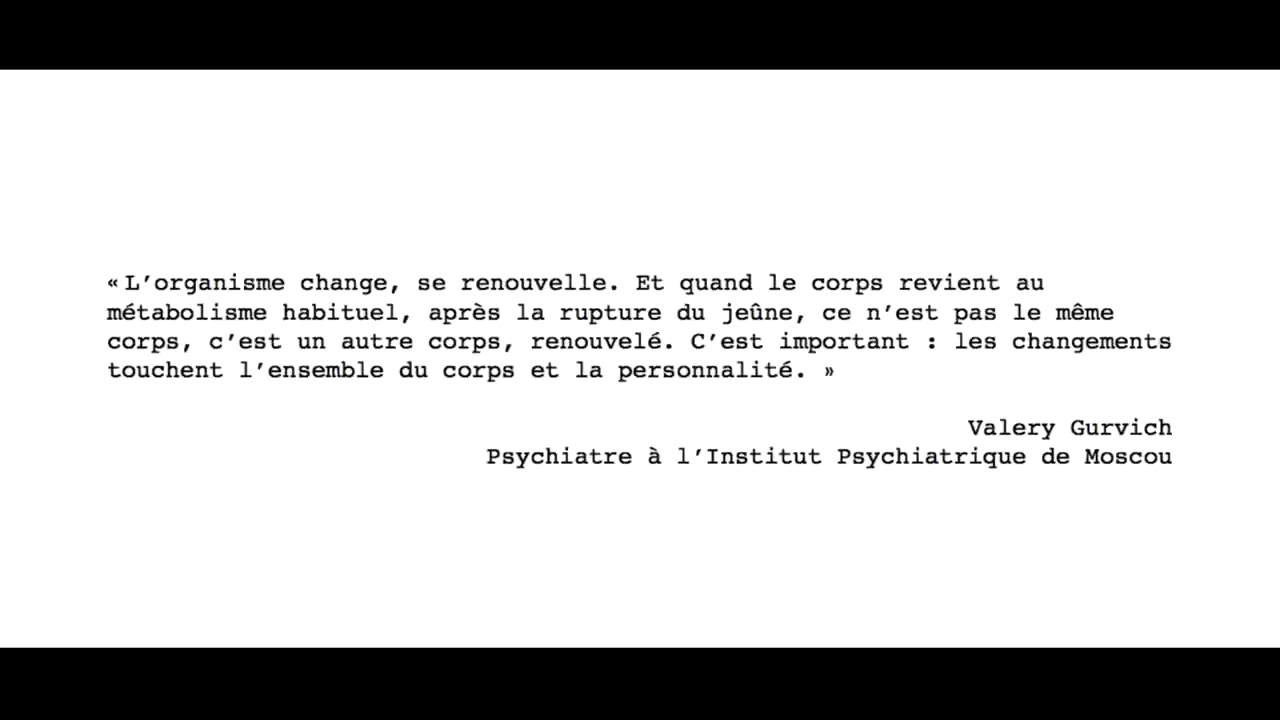 « L’organisme change, se renouvelle. Et quand le corps revient au
métabolisme habituel, après la rupture du jeûne, ce n’est pas le même
corps, c’est un autre corps, renouvelé. C’est important : les changements
touchent l’ensemble du corps et la personnalité. »
Valery Gurvich
Psychiatre à l’Institut Psychiatrique de Moscou